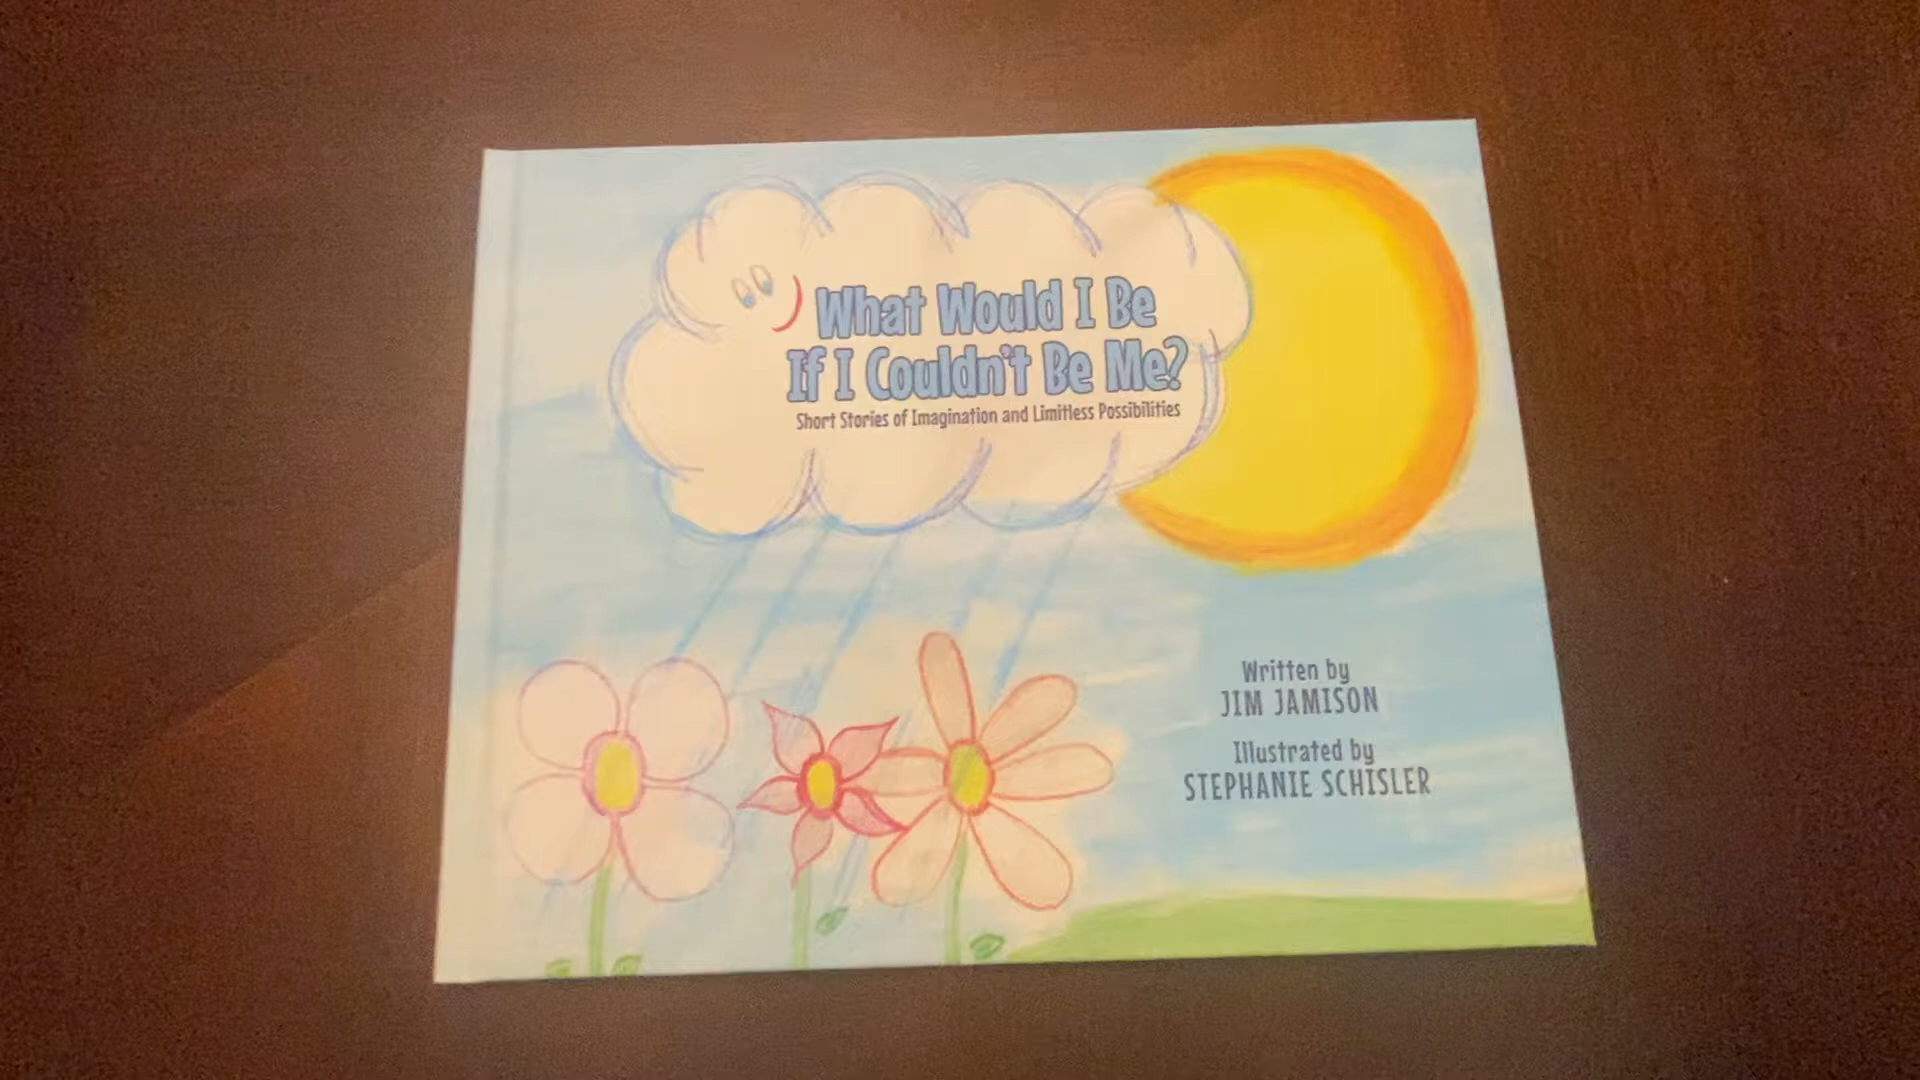 What Would I Be
If I Couldn't Be Me?
Short Stories of Imagination and Limitless Possibilities
Written by
JIM JAMISON
Illustrated by
STEPHANIE SCHISLER